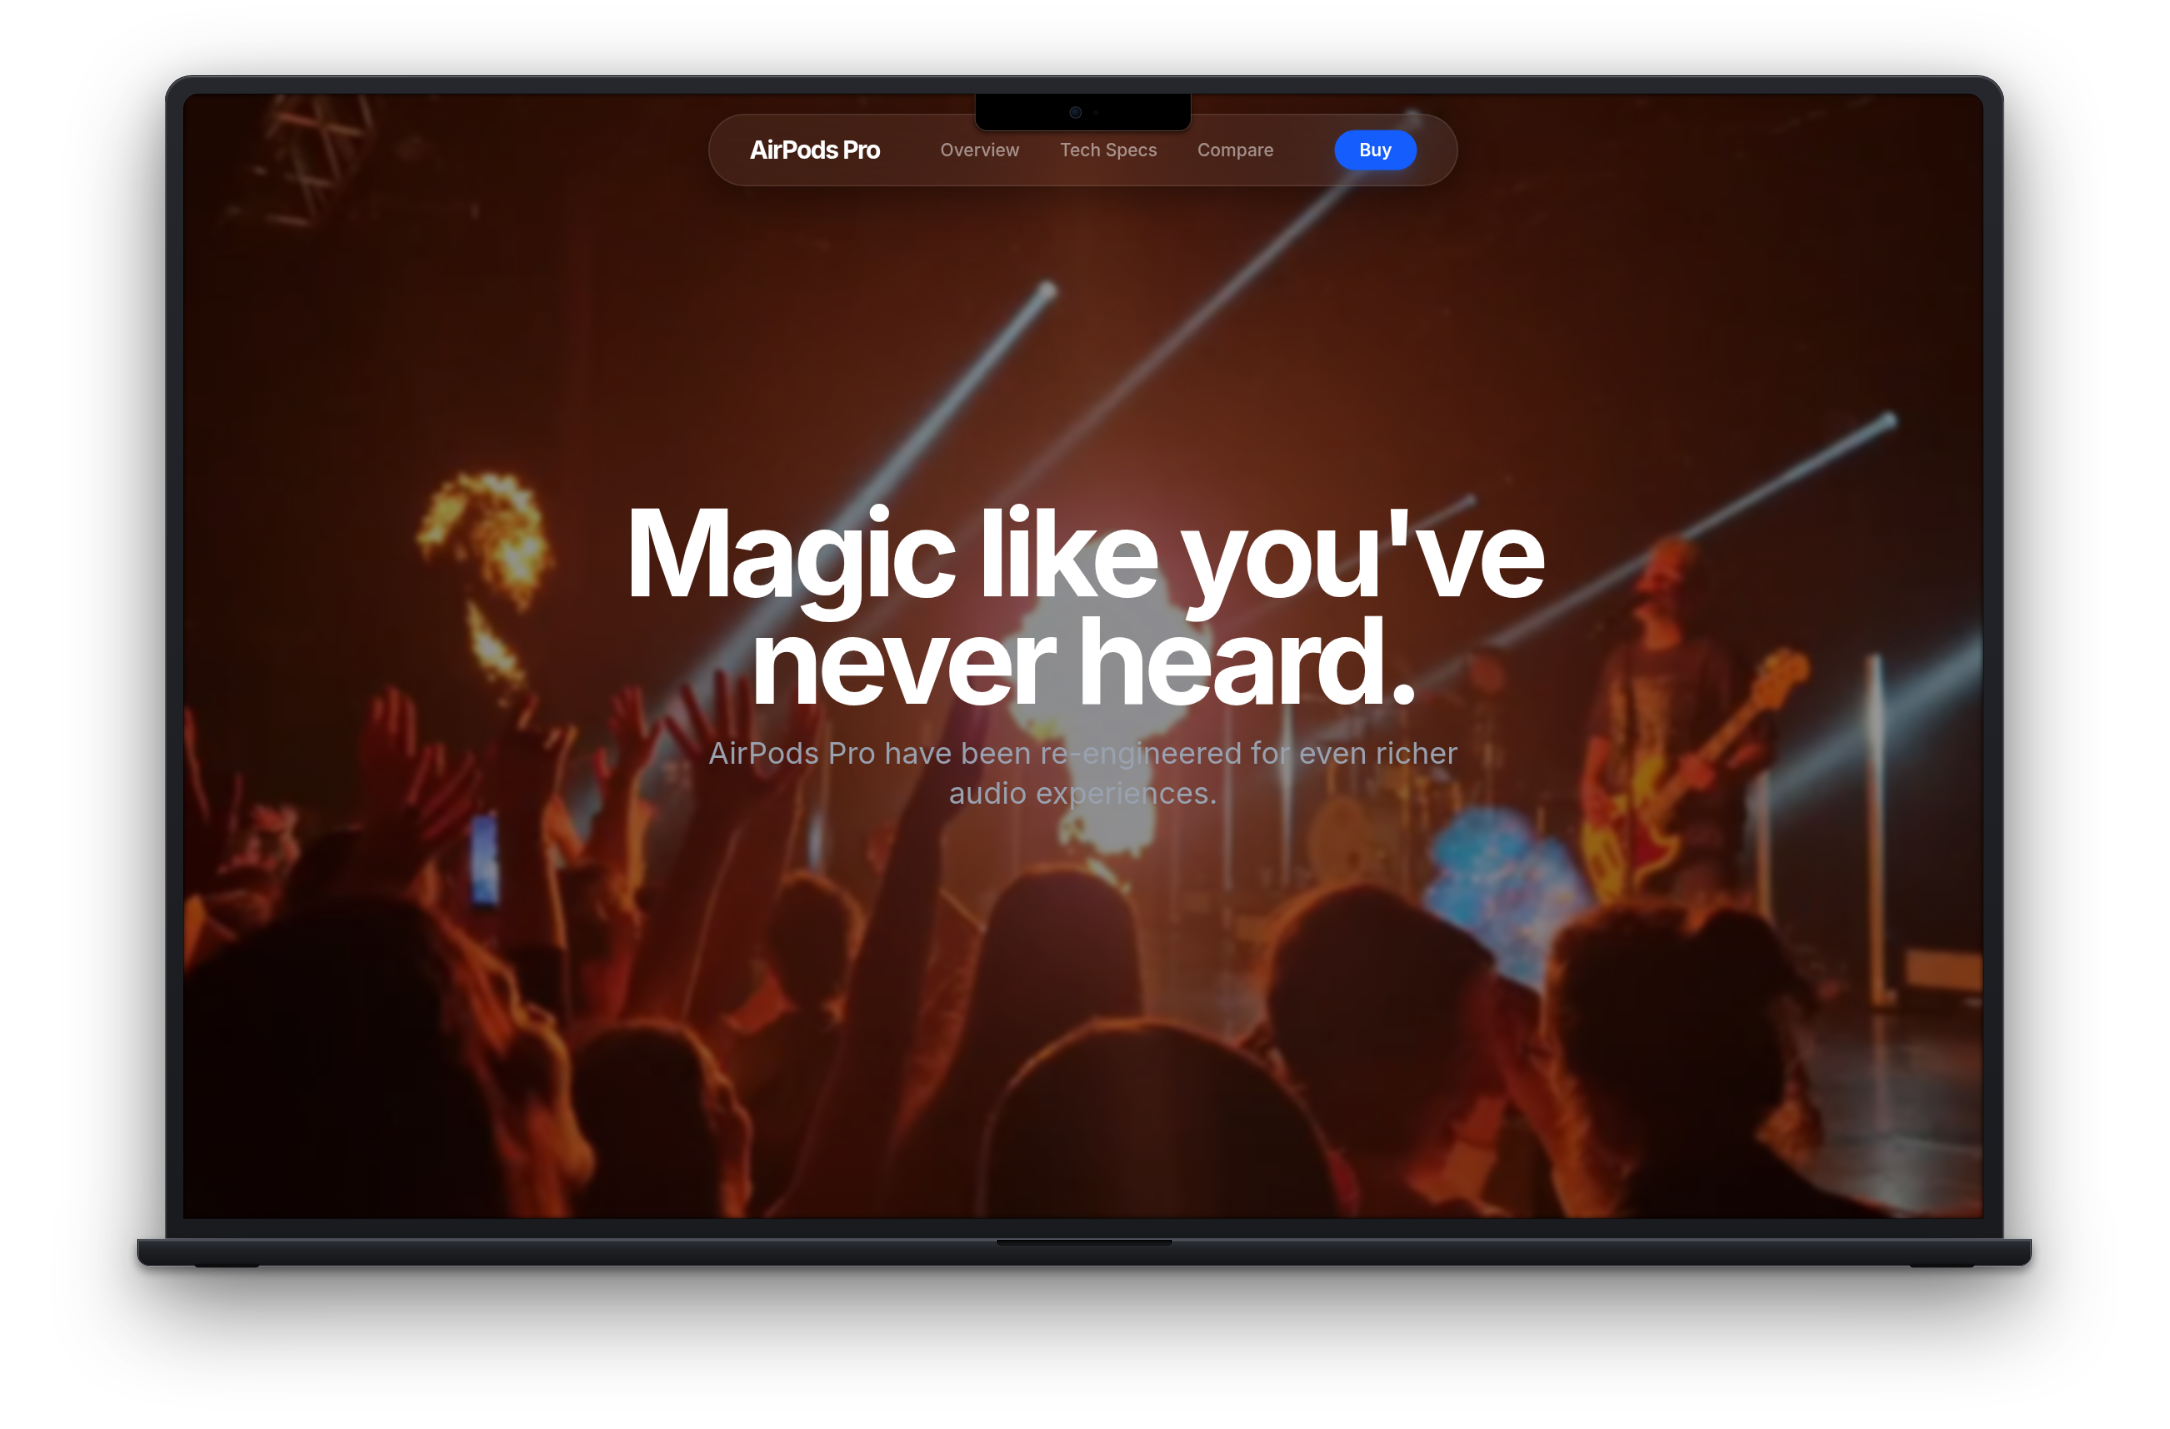 AirPods Pro Overview Tech Specs Compare Buy
Magic like you've
never heard.
AirPods Pro have been re-engineered for even richer
audio experiences.